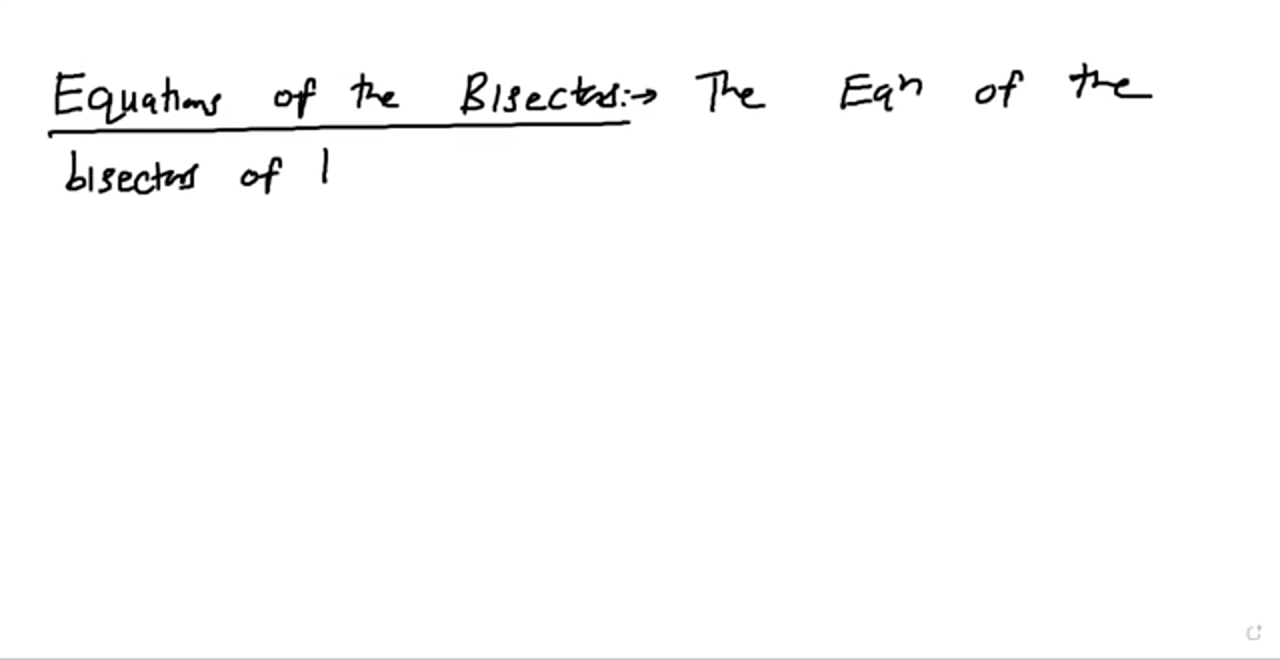 Equations of the Bisectors:→ The Eqn of the
bisectors of l